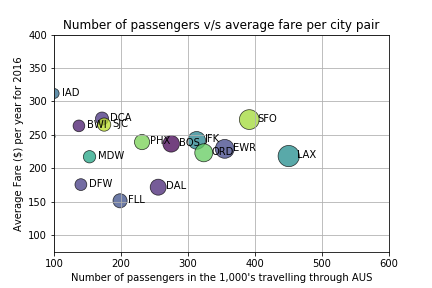 Number of passengers v/s average fare per city pair
Average Fare ($) per year for 2016
400
350
300
250
200
150
100
IAD
DCA
BWI
SJC
SFO
PHX
BOS
JFK
ORD
EWR
LAX
MDW
DFW
DAL
FLL
100
200
300
400
500
600
Number of passengers in the 1,000's travelling through AUS